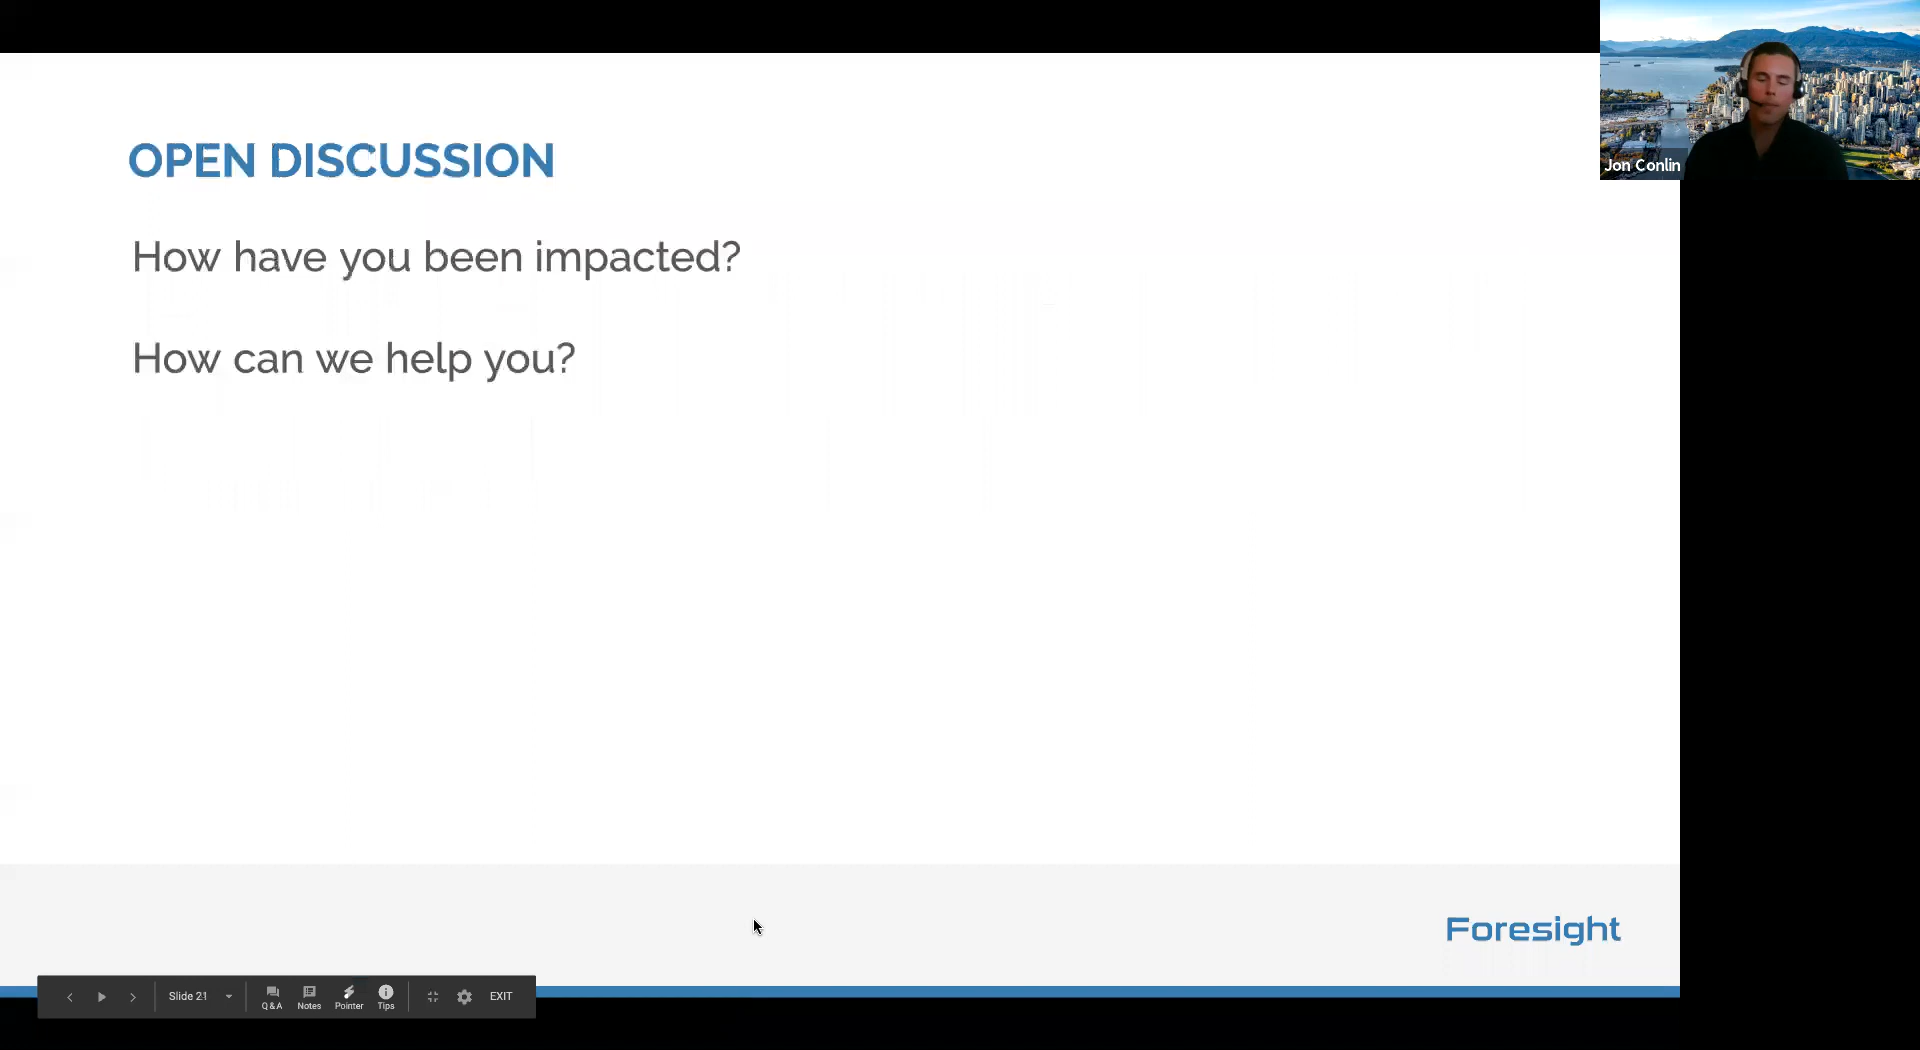 OPEN DISCUSSION
How have you been impacted?
How can we help you?
Jon Conlin
Foresight
Slide 21
Q&A
Notes
Pointer
Tips
EXIT